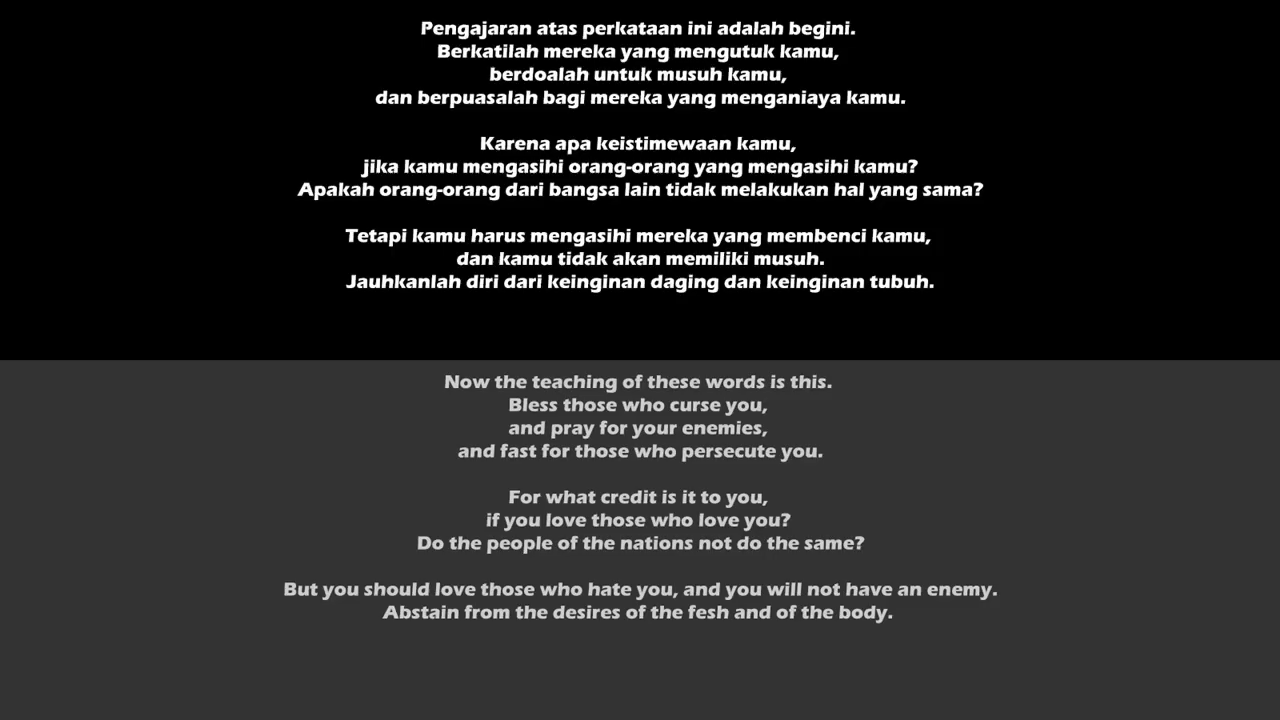 Pengajaran atas perkataan ini adalah begini.
Berkatilah mereka yang mengutuk kamu,
berdoalah untuk musuh kamu,
dan berpuasalah bagi mereka yang menganiaya kamu.
Karena apa keistimewaan kamu,
jika kamu mengasihi orang-orang yang mengasihi kamu?
Apakah orang-orang dari bangsa lain tidak melakukan hal yang sama?
Tetapi kamu harus mengasihi mereka yang membenci kamu,
dan kamu tidak akan memiliki musuh.
Jauhkanlah diri dari keinginan daging dan keinginan tubuh.
Now the teaching of these words is this.
Bless those who curse you,
and pray for your enemies,
and fast for those who persecute you.
For what credit is it to you,
if you love those who love you?
Do the people of the nations not do the same?
But you should love those who hate you, and you will not have an enemy.
Abstain from the desires of the fesh and of the body.